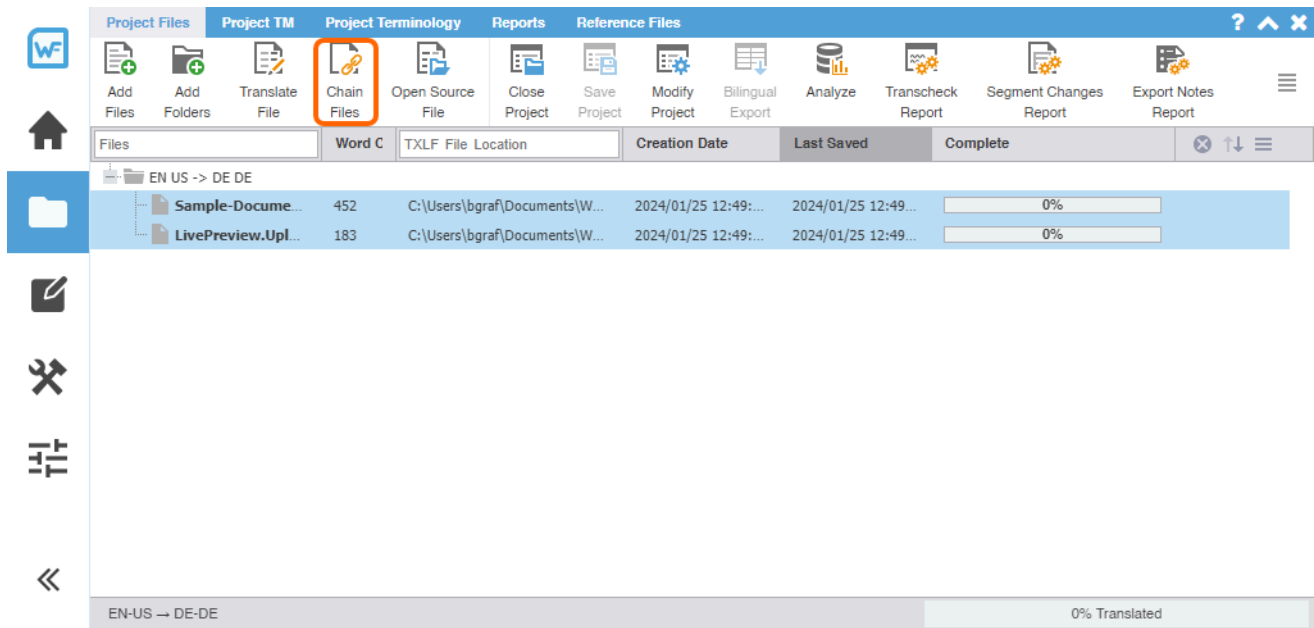 WF
Project Files Project TM Project Terminology Reports Reference Files ?
Add Files
Add Folders
Translate File
Chain Files
Open Source File
Close Project
Save Project
Modify Project
Bilingual Export
Analyze
Transcheck Report
Segment Changes Report
Export Notes Report
Files Word C TXLF File Location Creation Date Last Saved Complete
EN US -> DE DE
Sample-Docume... 452 C:\Users\bgraf\Documents\W... 2024/01/25 12:49:... 2024/01/25 12:49... 0%
LivePreview.Upl... 183 C:\Users\bgraf\Documents\W... 2024/01/25 12:49:... 2024/01/25 12:49... 0%
EN-US → DE-DE 0% Translated